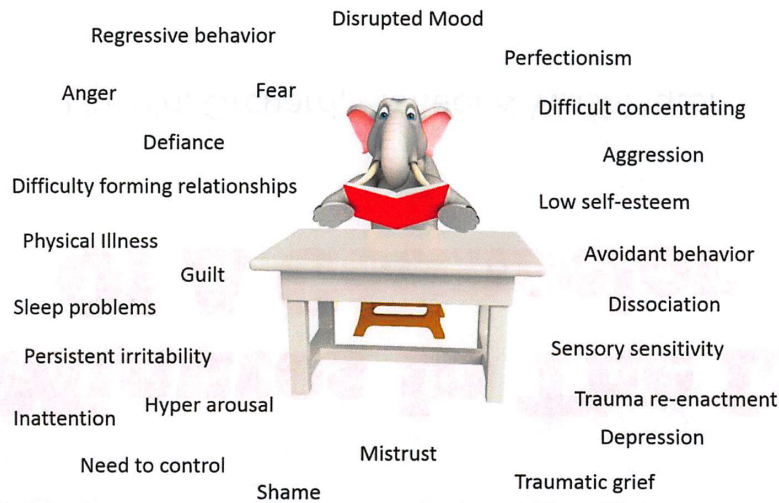 Disrupted Mood
Regressive behavior
Perfectionism
Anger
Fear
Difficult concentrating
Defiance
Aggression
Difficulty forming relationships
Low self-esteem
Physical Illness
Avoidant behavior
Guilt
Sleep problems
Dissociation
Persistent irritability
Sensory sensitivity
Hyper arousal
Trauma re-enactment
Inattention
Depression
Mistrust
Need to control
Traumatic grief
Shame